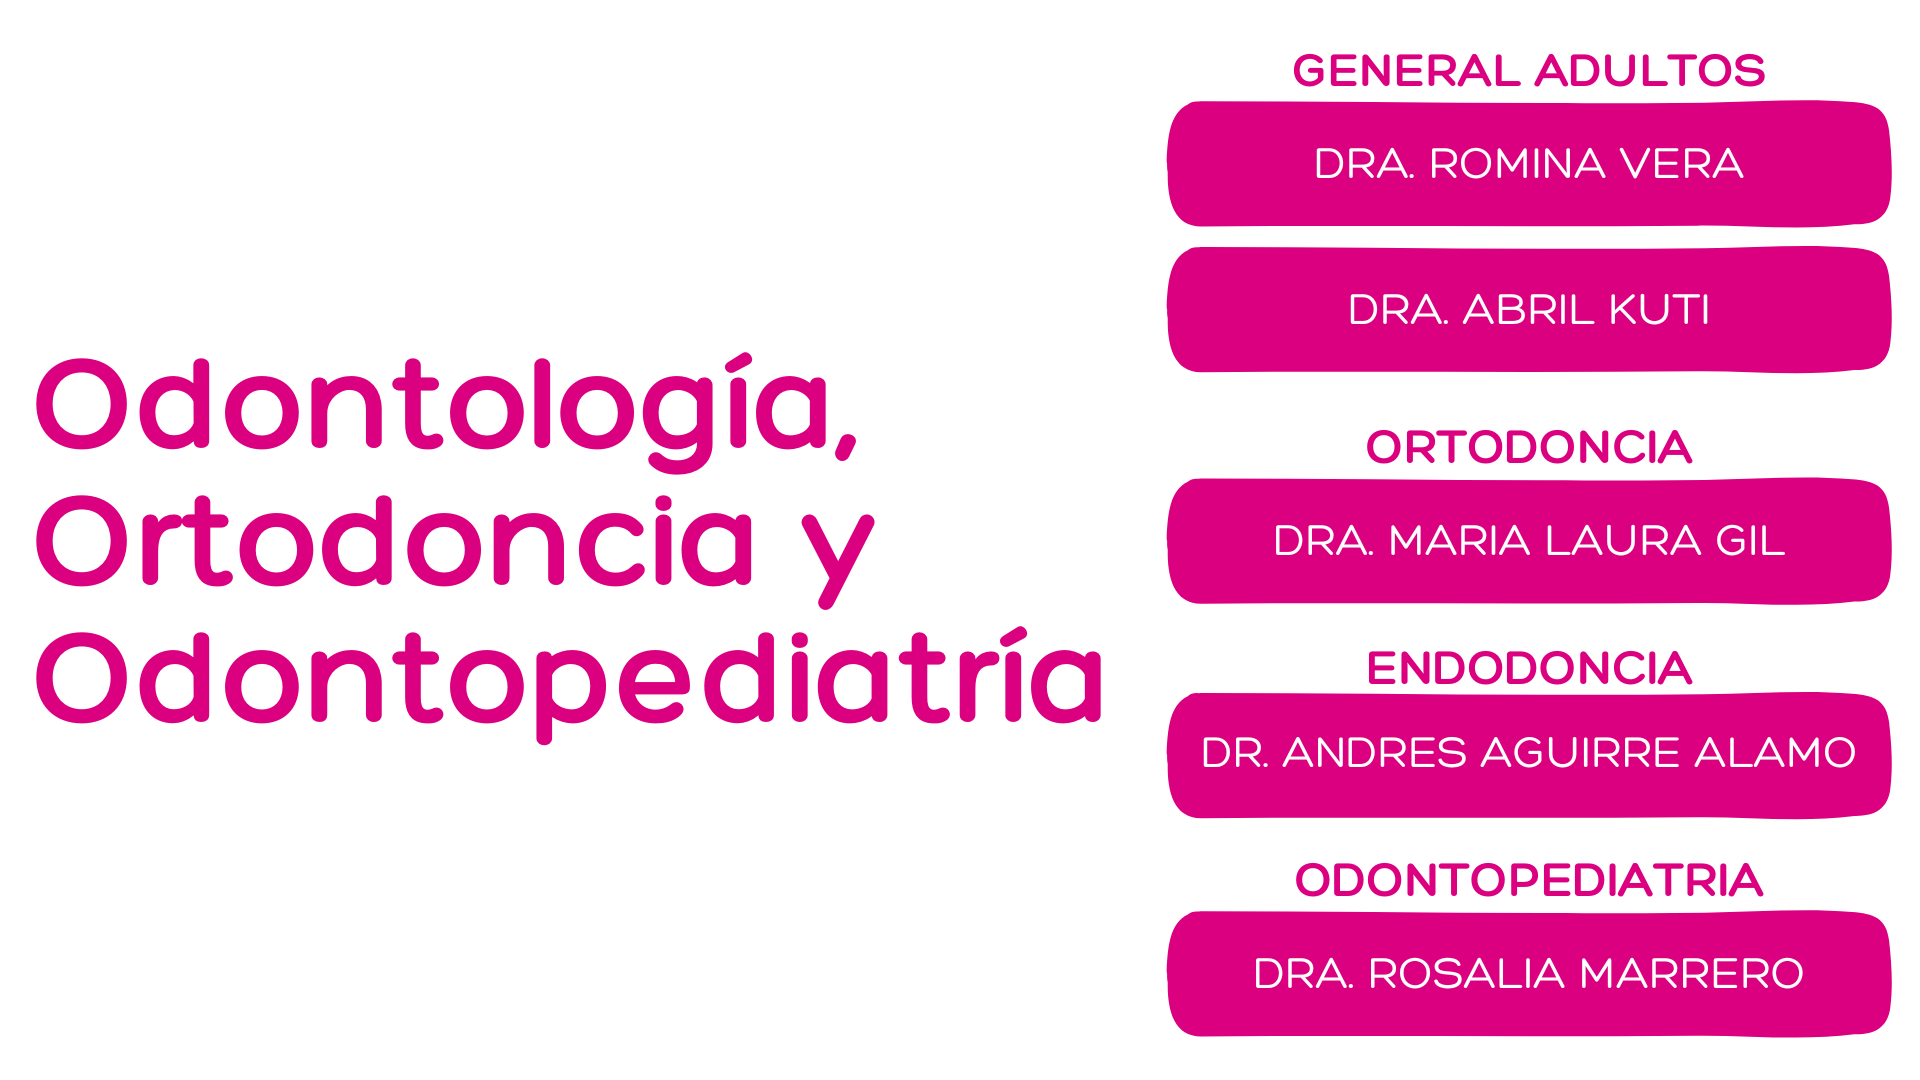 Odontología,
Ortodoncia y
Odontopediatría
GENERAL ADULTOS
DRA. ROMINA VERA
DRA. ABRIL KUTI
ORTODONCIA
DRA. MARIA LAURA GIL
ENDODONCIA
DR. ANDRES AGUIRRE ALAMO
ODONTOPEDIATRIA
DRA. ROSALIA MARRERO